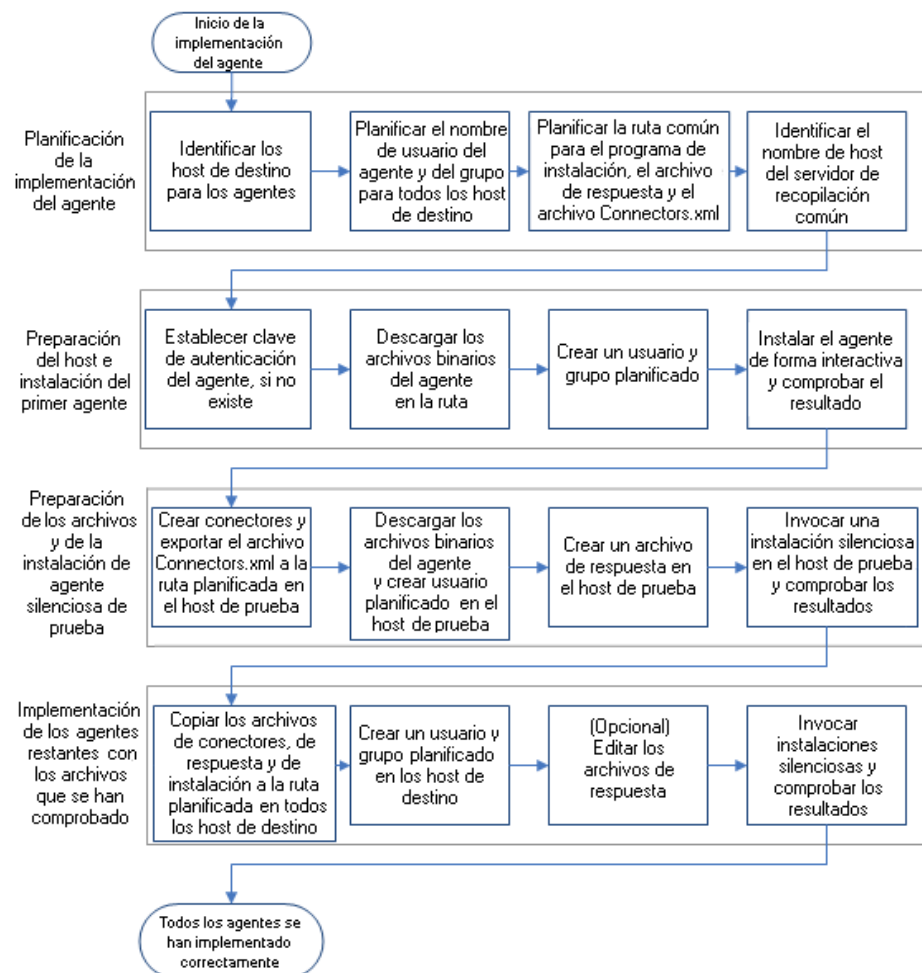 Inicio de la
implementación
del agente
Planificación
de la
implementación
del agente
Identificar los
host de destino
para los agentes
Planificar el nombre
de usuario del
agente y del grupo
para todos los host
de destino
Planificar la ruta común
para el programa de
instalación, el archivo
de respuesta y el
archivo Connectors.xml
Identificar el
nombre de host
del servidor de
recopilación
común
Preparación
del host e
instalación del
primer agente
Establecer clave
de autenticación
del agente, si no
existe
Descargar los
archivos binarios
del agente
en la ruta
Crear un usuario y
grupo planificado
Instalar el agente
de forma interactiva
y comprobar el
resultado
Preparación
de los archivos
y de la
instalación de
agente
silenciosa de
prueba
Crear conectores y
exportar el archivo
Connectors.xml a la
ruta planificada en
el host de prueba
Descargar los
archivos binarios
del agente
y crear usuario
planificado en el
host de prueba
Crear un archivo
de respuesta en
el host de prueba
Invocar una
instalación silenciosa
en el host de prueba
y comprobar los
resultados
Implementación
de los agentes
restantes con
los archivos
que se han
comprobado
Copiar los archivos
de conectores, de
respuesta y de
instalación a la ruta
planificada en todos
los host de destino
Crear un usuario y
grupo planificado
en los host de
destino
(Opcional)
Editar los
archivos de
respuesta
Invocar
instalaciones
silenciosas y
comprobar los
resultados
Todos los agentes se
han implementado
correctamente